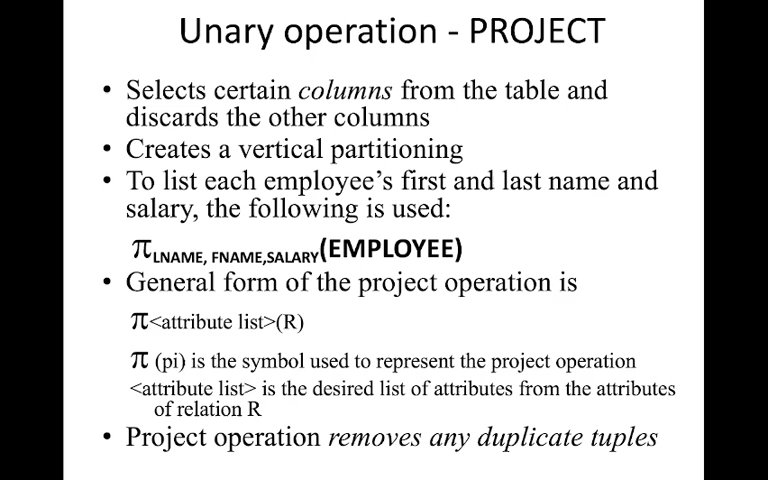 Unary operation - PROJECT
• Selects certain columns from the table and
discards the other columns
• Creates a vertical partitioning
• To list each employee’s first and last name and
salary, the following is used:
π LNAME, FNAME,SALARY(EMPLOYEE)
• General form of the project operation is
π<attribute list>(R)
π (pi) is the symbol used to represent the project operation
<attribute list> is the desired list of attributes from the attributes
of relation R
• Project operation removes any duplicate tuples